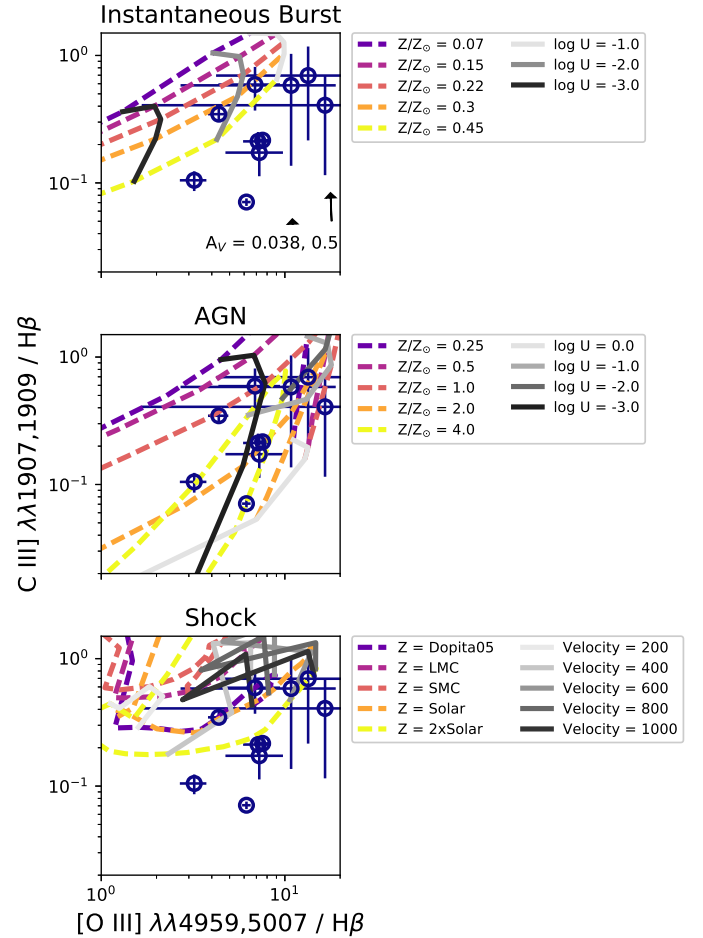 Instantaneous Burst
10⁰
10⁻¹
A_V = 0.038, 0.5
Z/Z☉ = 0.07
Z/Z☉ = 0.15
Z/Z☉ = 0.22
Z/Z☉ = 0.3
Z/Z☉ = 0.45
log U = -1.0
log U = -2.0
log U = -3.0
AGN
10⁰
10⁻¹
Z/Z☉ = 0.25
Z/Z☉ = 0.5
Z/Z☉ = 1.0
Z/Z☉ = 2.0
Z/Z☉ = 4.0
log U = 0.0
log U = -1.0
log U = -2.0
log U = -3.0
C III] λλ1907,1909 / Hβ
Shock
10⁰
10⁻¹
Z = Dopita05
Z = LMC
Z = SMC
Z = Solar
Z = 2xSolar
Velocity = 200
Velocity = 400
Velocity = 600
Velocity = 800
Velocity = 1000
10⁰
10¹
[O III] λλ4959,5007 / Hβ